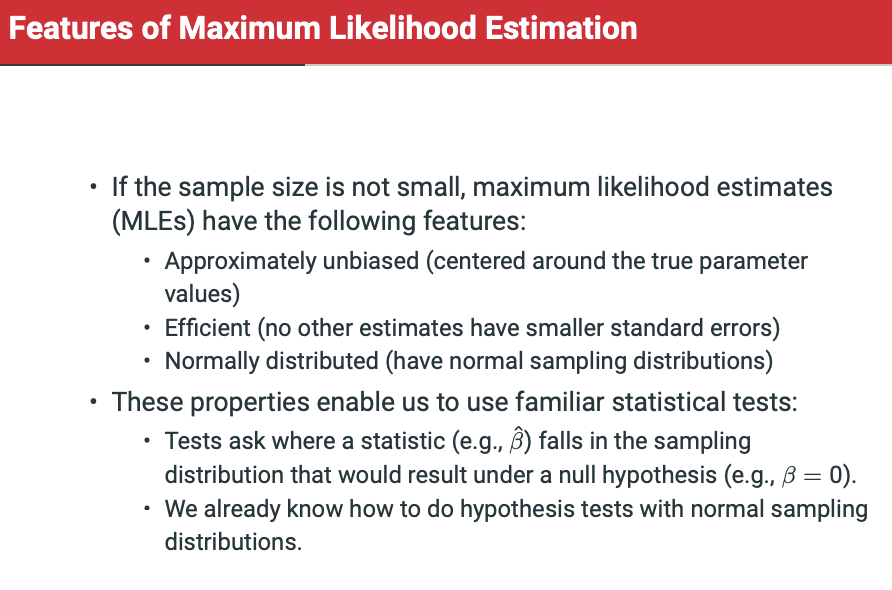 Features of Maximum Likelihood Estimation
• If the sample size is not small, maximum likelihood estimates
(MLEs) have the following features:
• Approximately unbiased (centered around the true parameter
values)
• Efficient (no other estimates have smaller standard errors)
• Normally distributed (have normal sampling distributions)
• These properties enable us to use familiar statistical tests:
• Tests ask where a statistic (e.g., β̂) falls in the sampling
distribution that would result under a null hypothesis (e.g., β = 0).
• We already know how to do hypothesis tests with normal sampling
distributions.